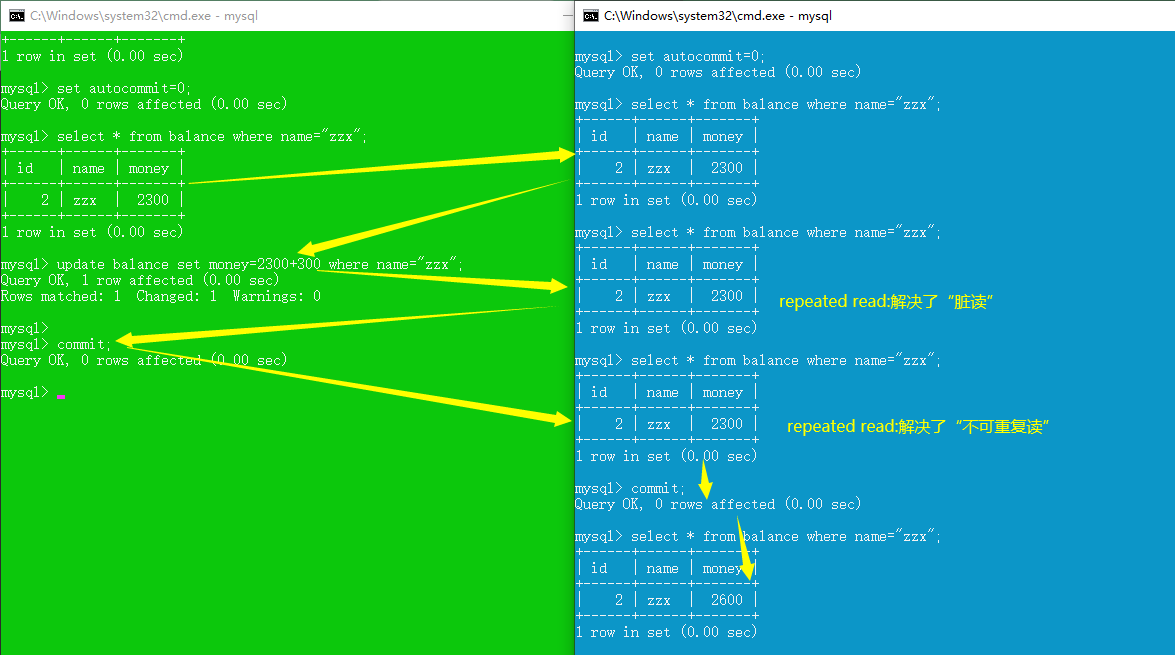 C:\Windows\system32\cmd.exe - mysql
+------+------+-------+
1 row in set (0.00 sec)
mysql> set autocommit=0;
Query OK, 0 rows affected (0.00 sec)
mysql> select * from balance where name="zzx";
+------+------+-------+
| id   | name | money |
+------+------+-------+
|    2 | zzx  |  2300 |
+------+------+-------+
1 row in set (0.00 sec)
mysql> update balance set money=2300+300 where name="zzx";
Query OK, 1 row affected (0.00 sec)
Rows matched: 1  Changed: 1  Warnings: 0
mysql>
mysql> commit;
Query OK, 0 rows affected (0.00 sec)
mysql>
C:\Windows\system32\cmd.exe - mysql
mysql> set autocommit=0;
Query OK, 0 rows affected (0.00 sec)
mysql> select * from balance where name="zzx";
+------+------+-------+
| id   | name | money |
+------+------+-------+
|    2 | zzx  |  2300 |
+------+------+-------+
1 row in set (0.00 sec)
mysql> select * from balance where name="zzx";
+------+------+-------+
| id   | name | money |
+------+------+-------+
|    2 | zzx  |  2300 |
+------+------+-------+
1 row in set (0.00 sec)
repeated read:解决了“脏读“
mysql> select * from balance where name="zzx";
+------+------+-------+
| id   | name | money |
+------+------+-------+
|    2 | zzx  |  2300 |
+------+------+-------+
1 row in set (0.00 sec)
repeated read:解决了“不可重复读”
mysql> commit;
Query OK, 0 rows affected (0.00 sec)
mysql> select * from balance where name="zzx";
+------+------+-------+
| id   | name | money |
+------+------+-------+
|    2 | zzx  |  2600 |
+------+------+-------+
1 row in set (0.00 sec)